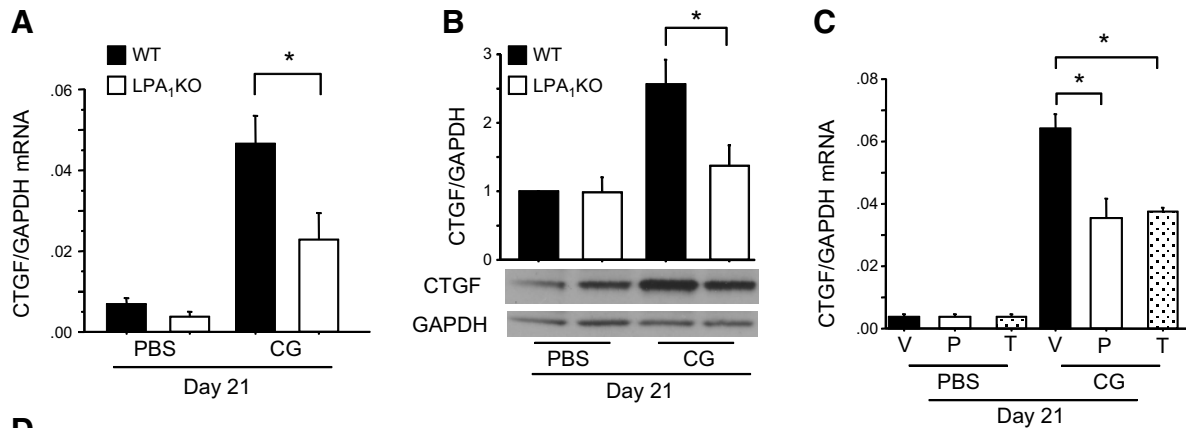 A
WT
LPA₁KO
*
CTGF/GAPDH mRNA
.06
.04
.02
.00
PBS CG
Day 21
B
WT
LPA₁KO
*
CTGF/GAPDH
3
2
1
0
CTGF
GAPDH
PBS CG
Day 21
C
*
*
CTGF/GAPDH mRNA
.08
.06
.04
.02
.00
V P T V P T
PBS CG
Day 21